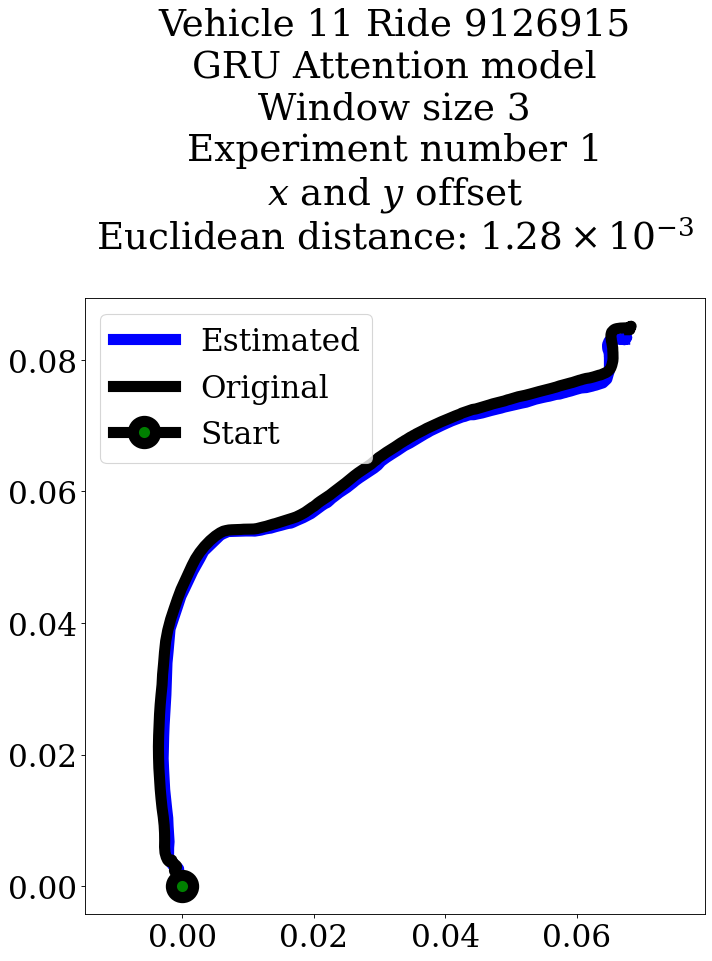 Vehicle 11 Ride 9126915
GRU Attention model
Window size 3
Experiment number 1
x and y offset
Euclidean distance: 1.28 × 10⁻³
Estimated
Original
Start
0.08
0.06
0.04
0.02
0.00
0.00 0.02 0.04 0.06